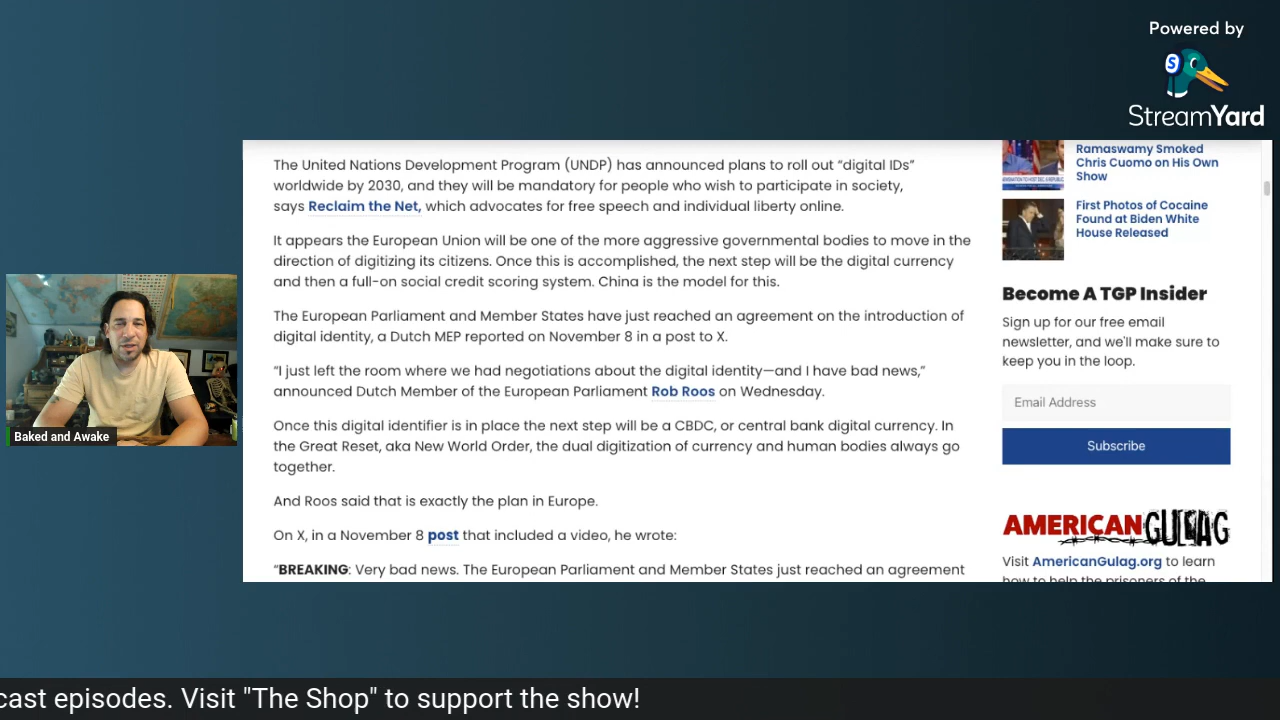 Powered by
S
StreamYard
The United Nations Development Program (UNDP) has announced plans to roll out “digital IDs”
worldwide by 2030, and they will be mandatory for people who wish to participate in society,
says Reclaim the Net, which advocates for free speech and individual liberty online.
It appears the European Union will be one of the more aggressive governmental bodies to move in the
direction of digitizing its citizens. Once this is accomplished, the next step will be the digital currency
and then a full-on social credit scoring system. China is the model for this.
The European Parliament and Member States have just reached an agreement on the introduction of
digital identity, a Dutch MEP reported on November 8 in a post to X.
“I just left the room where we had negotiations about the digital identity—and I have bad news,”
announced Dutch Member of the European Parliament Rob Roos on Wednesday.
Once this digital identifier is in place the next step will be a CBDC, or central bank digital currency. In
the Great Reset, aka New World Order, the dual digitization of currency and human bodies always go
together.
And Roos said that is exactly the plan in Europe.
On X, in a November 8 post that included a video, he wrote:
“BREAKING: Very bad news. The European Parliament and Member States just reached an agreement
Ramaswamy Smoked
Chris Cuomo on His Own
Show
First Photos of Cocaine
Found at Biden White
House Released
Become A TGP Insider
Sign up for our free email
newsletter, and we'll make sure to
keep you in the loop.
Email Address
Subscribe
AMERICAN GULAG
Visit AmericanGulag.org to learn
how to help the prisoners of the
Baked and Awake
cast episodes. Visit "The Shop" to support the show!